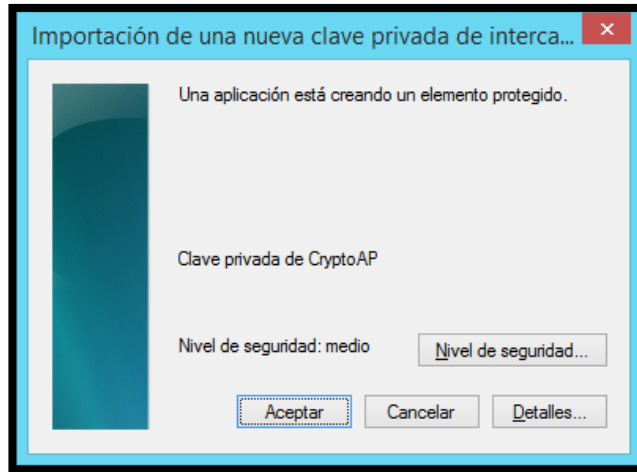 Importación de una nueva clave privada de interca...
Una aplicación está creando un elemento protegido.
Clave privada de CryptoAP
Nivel de seguridad: medio
Nivel de seguridad...
Aceptar
Cancelar
Detalles...